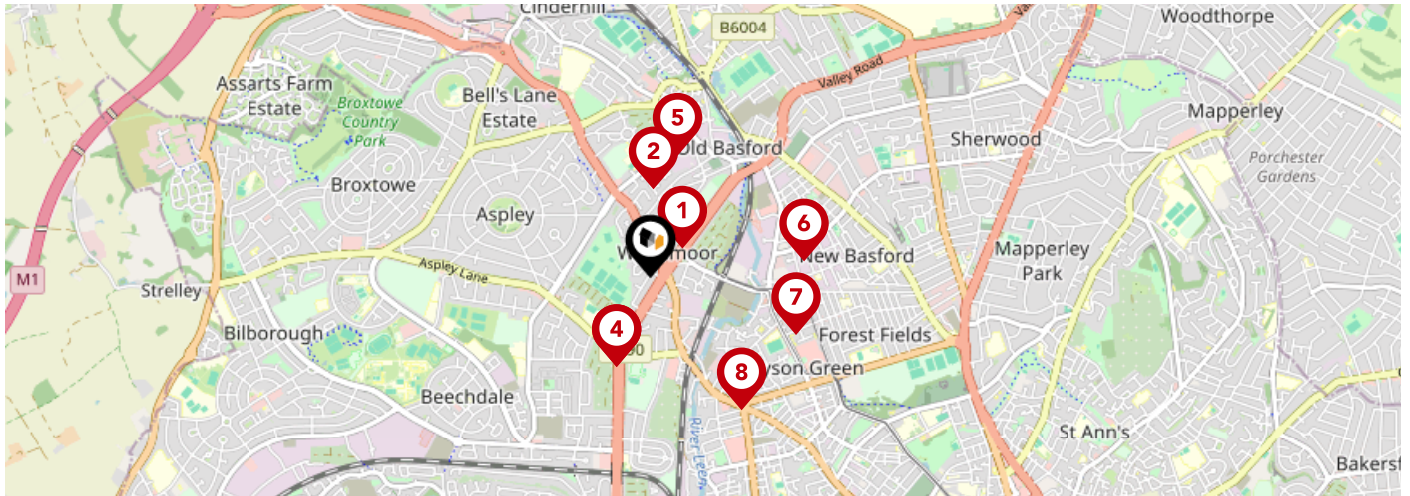 Cinderhill
Woodthorpe
B6004
Valley Road
Assarts Farm
Estate
Bell's Lane
Estate
Broxtowe
Country
Park
Mapperley
5
Old Basford
2
Sherwood
Porchester
Gardens
Broxtowe
Aspley
1
6
Mapperley
Park
New Basford
M1
Aspley Lane
Strelley
7
4
Bilborough
Forest Fields
8
Beechdale
St Ann's
River Leen